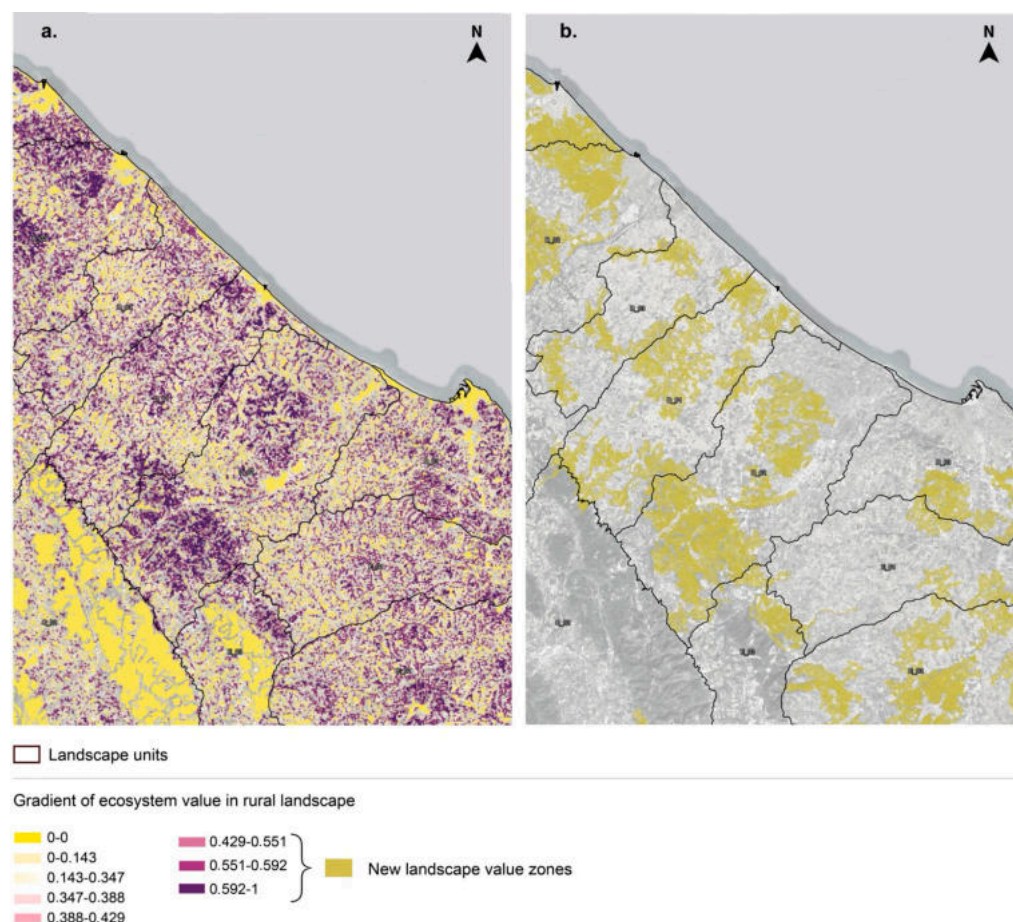 a.
N
b.
N
Landscape units
Gradient of ecosystem value in rural landscape
0-0
0-0.143
0.143-0.347
0.347-0.388
0.388-0.429
0.429-0.551
0.551-0.592
0.592-1
New landscape value zones